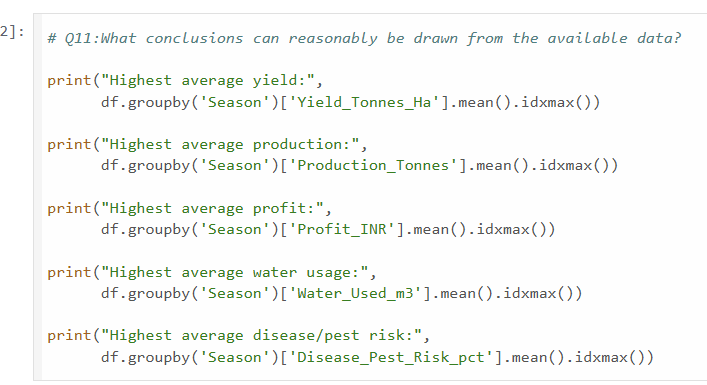 2]:
# Q11:What conclusions can reasonably be drawn from the available data?
print("Highest average yield:",
      df.groupby('Season')['Yield_Tonnes_Ha'].mean().idxmax())
print("Highest average production:",
      df.groupby('Season')['Production_Tonnes'].mean().idxmax())
print("Highest average profit:",
      df.groupby('Season')['Profit_INR'].mean().idxmax())
print("Highest average water usage:",
      df.groupby('Season')['Water_Used_m3'].mean().idxmax())
print("Highest average disease/pest risk:",
      df.groupby('Season')['Disease_Pest_Risk_pct'].mean().idxmax())